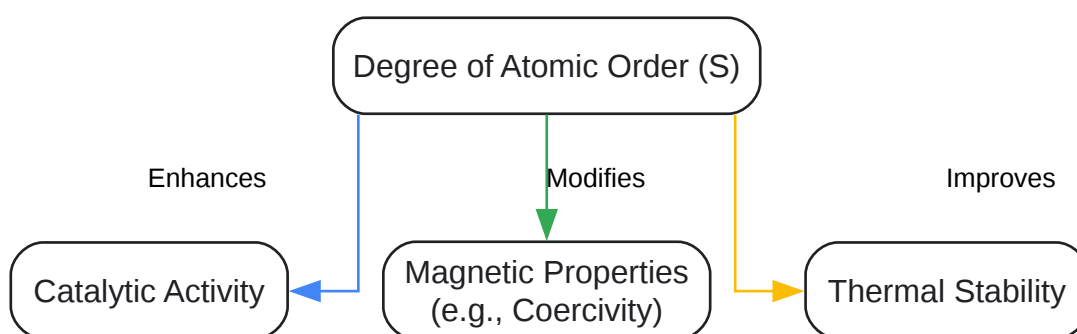 Degree of Atomic Order (S)
Enhances
Modifies
Improves
Catalytic Activity
Magnetic Properties
(e.g., Coercivity)
Thermal Stability